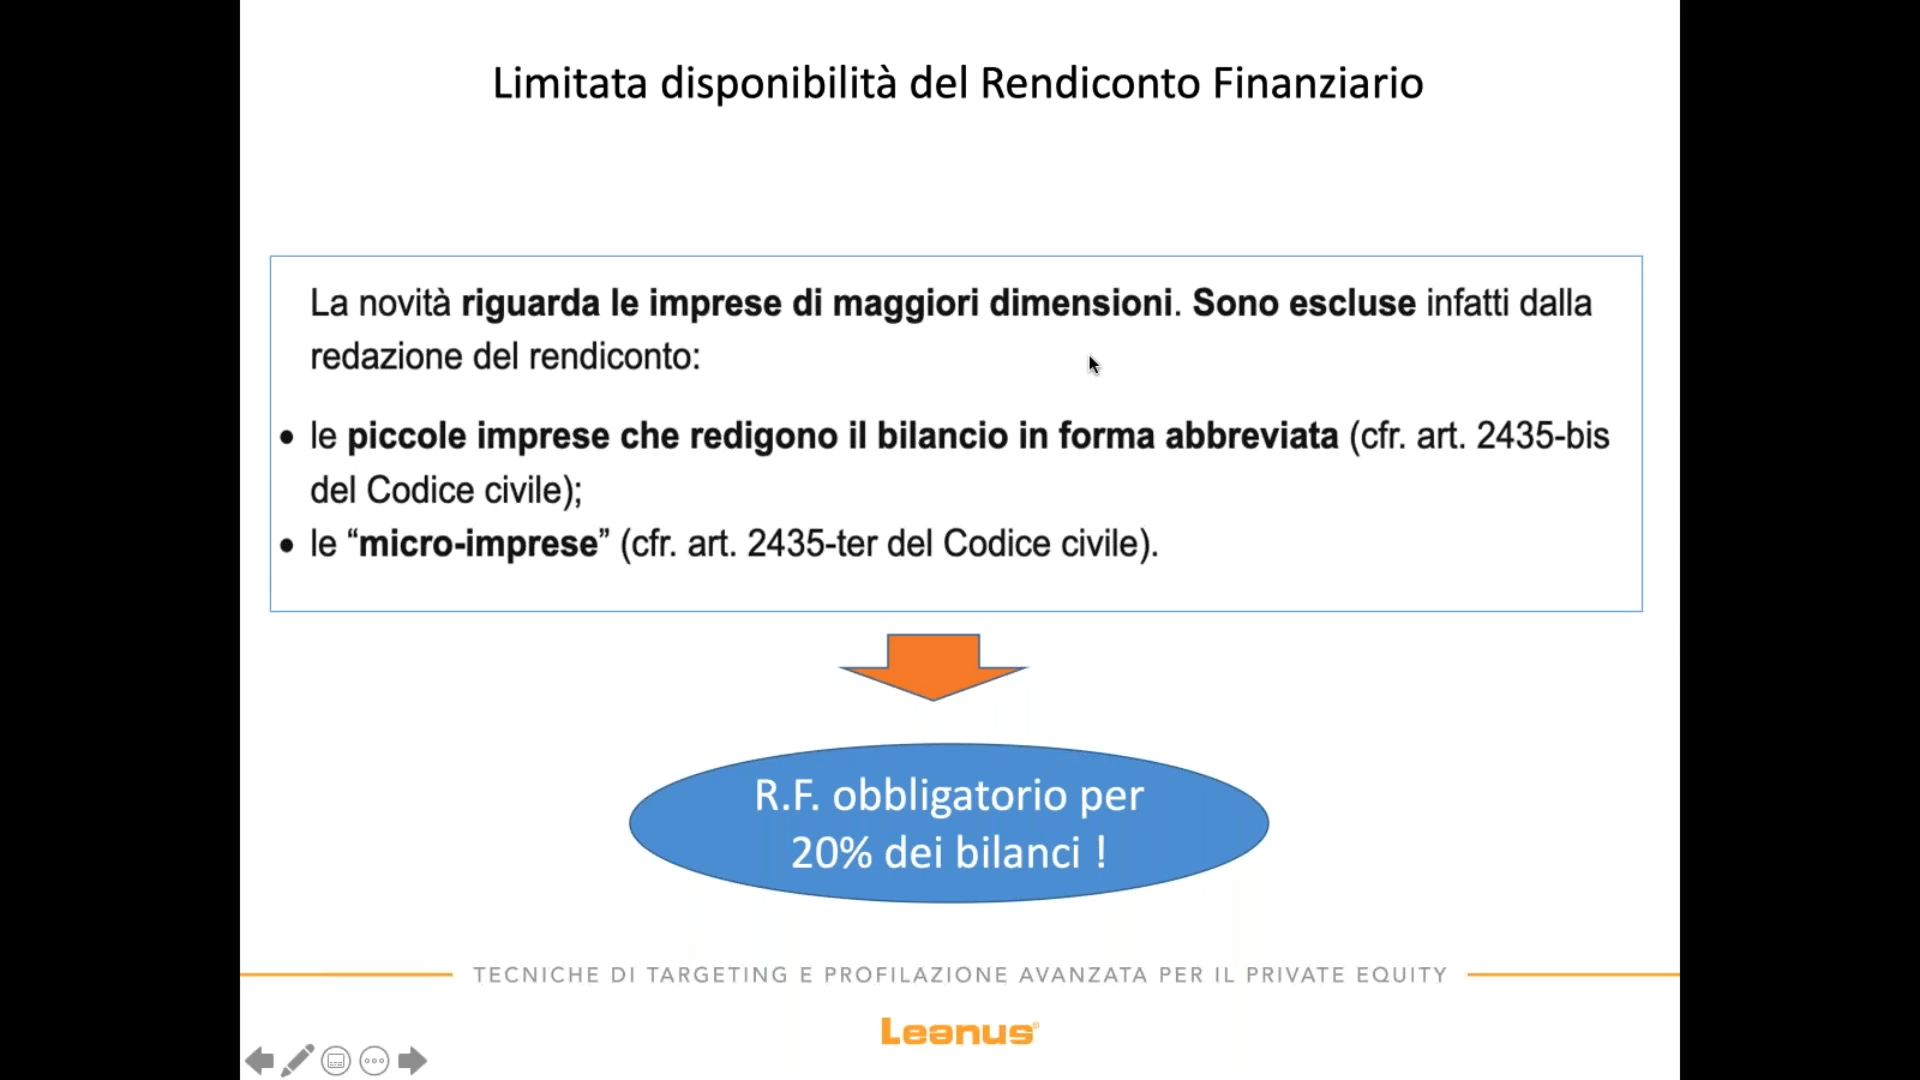 Limitata disponibilità del Rendiconto Finanziario
La novità riguarda le imprese di maggiori dimensioni. Sono escluse infatti dalla
redazione del rendiconto:
• le piccole imprese che redigono il bilancio in forma abbreviata (cfr. art. 2435-bis
del Codice civile);
• le “micro-imprese” (cfr. art. 2435-ter del Codice civile).
R.F. obbligatorio per
20% dei bilanci !
TECNICHE DI TARGETING E PROFILAZIONE AVANZATA PER IL PRIVATE EQUITY
Leanus®